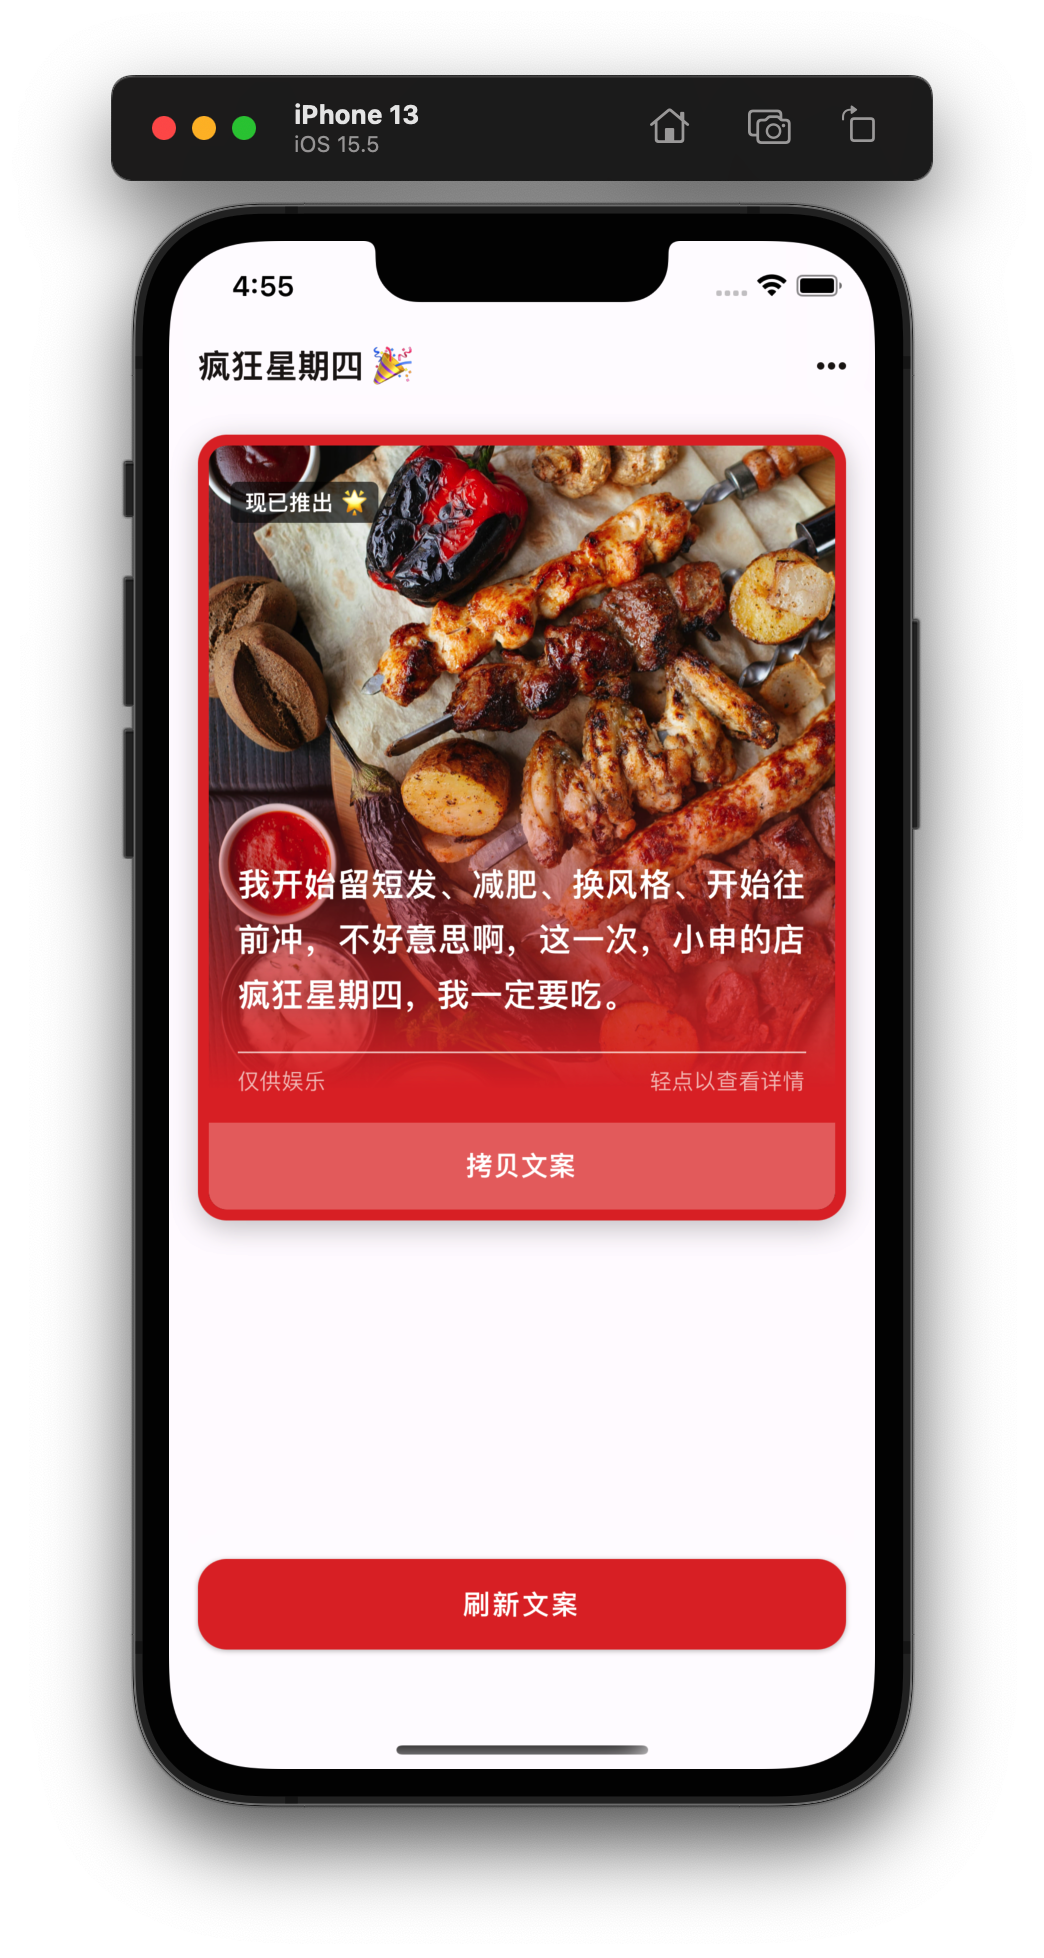 iPhone 13
iOS 15.5
4:55
疯狂星期四 🎉
现已推出 🌟
我开始留短发、减肥、换风格、开始往
前冲，不好意思啊，这一次，小申的店
疯狂星期四，我一定要吃。
仅供娱乐
轻点以查看详情
拷贝文案
刷新文案